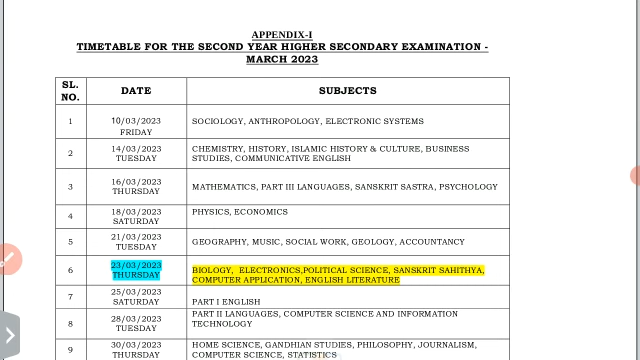 APPENDIX-I
TIMETABLE FOR THE SECOND YEAR HIGHER SECONDARY EXAMINATION -
MARCH 2023
SL. NO. DATE SUBJECTS
1 10/03/2023 FRIDAY SOCIOLOGY, ANTHROPOLOGY, ELECTRONIC SYSTEMS
2 14/03/2023 TUESDAY CHEMISTRY, HISTORY, ISLAMIC HISTORY & CULTURE, BUSINESS
STUDIES, COMMUNICATIVE ENGLISH
3 16/03/2023 THURSDAY MATHEMATICS, PART III LANGUAGES, SANSKRIT SASTRA, PSYCHOLOGY
4 18/03/2023 SATURDAY PHYSICS, ECONOMICS
5 21/03/2023 TUESDAY GEOGRAPHY, MUSIC, SOCIAL WORK, GEOLOGY, ACCOUNTANCY
6 23/03/2023 THURSDAY BIOLOGY, ELECTRONICS,POLITICAL SCIENCE, SANSKRIT SAHITHYA,
COMPUTER APPLICATION, ENGLISH LITERATURE
7 25/03/2023 SATURDAY PART I ENGLISH
8 28/03/2023 TUESDAY PART II LANGUAGES, COMPUTER SCIENCE AND INFORMATION
TECHNOLOGY
9 30/03/2023 THURSDAY HOME SCIENCE, GANDHIAN STUDIES, PHILOSOPHY, JOURNALISM,
COMPUTER SCIENCE, STATISTICS